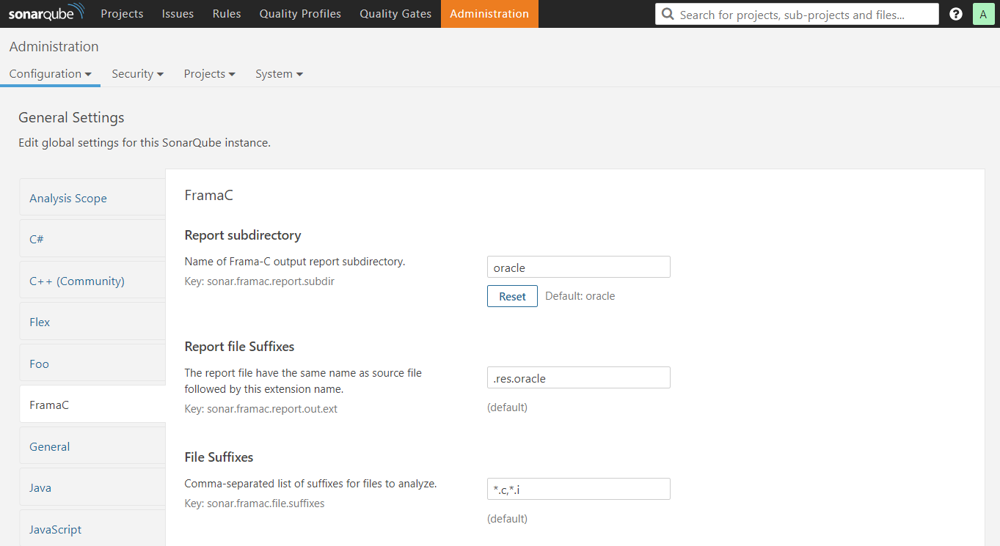 sonarqube Projects Issues Rules Quality Profiles Quality Gates Administration Search for projects, sub-projects and files... ? A
Administration
Configuration Security Projects System
General Settings
Edit global settings for this SonarQube instance.
Analysis Scope
C#
C++ (Community)
Flex
Foo
FramaC
General
Java
JavaScript
FramaC
Report subdirectory
Name of Frama-C output report subdirectory.
Key: sonar.framac.report.subdir
oracle
Reset Default: oracle
Report file Suffixes
The report file have the same name as source file
followed by this extension name.
Key: sonar.framac.report.out.ext
.res.oracle
(default)
File Suffixes
Comma-separated list of suffixes for files to analyze.
Key: sonar.framac.file.suffixes
*.c,*.i
(default)